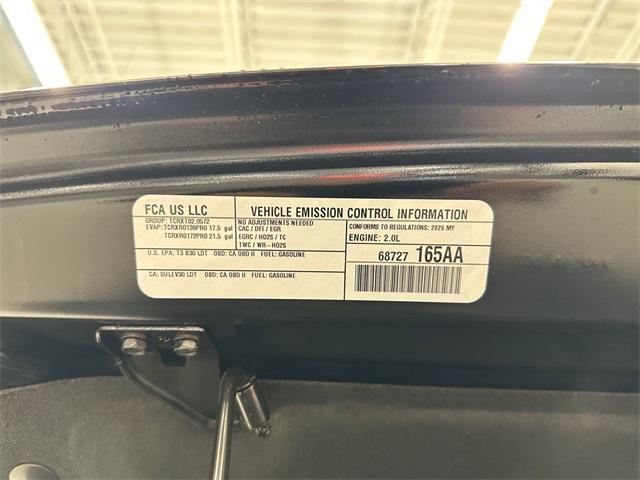 FCA US LLC
GROUP: TCRXT02.0572
EVAP: TCRXR0136PR0 17.5 gal
TCRXR0172PR0 21.5 gal
VEHICLE EMISSION CONTROL INFORMATION
NO ADJUSTMENTS NEEDED
CAC / DFI / EGR
EGRC / HO2S / TC
TWC / WR-HO2S
CONFORMS TO REGULATIONS: 2026 MY
ENGINE: 2.0L
68727 165AA
U.S. EPA: T3 B30 LDT OBD: CA OBD II FUEL: GASOLINE
CA: SULEV30 LDT OBD: CA OBD II FUEL: GASOLINE